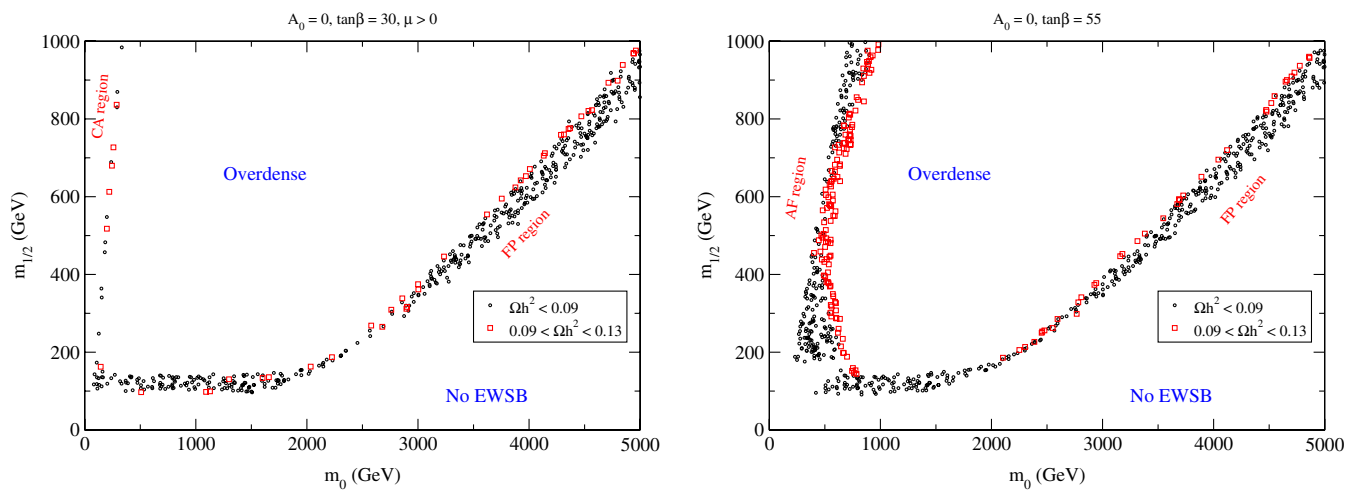 A₀ = 0, tanβ = 30, μ > 0
1000
800
600
400
200
0
m₁/₂ (GeV)
CA region
Overdense
FP region
Ωh² < 0.09
0.09 < Ωh² < 0.13
No EWSB
0 1000 2000 3000 4000 5000
m₀ (GeV)
A₀ = 0, tanβ = 55
1000
800
600
400
200
0
m₁/₂ (GeV)
AF region
Overdense
FP region
Ωh² < 0.09
0.09 < Ωh² < 0.13
No EWSB
0 1000 2000 3000 4000 5000
m₀ (GeV)